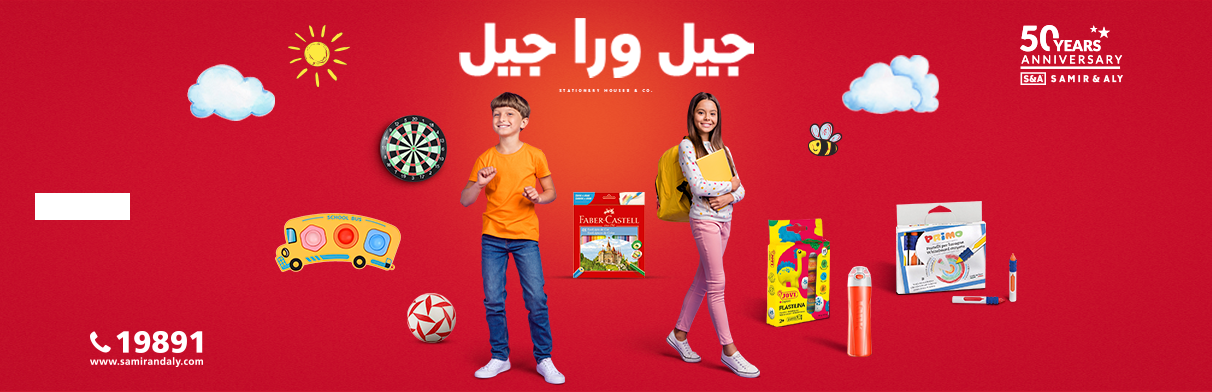 جيل ورا جيل
STATIONERY HOUSES & CO.
50 YEARS
ANNIVERSARY
S&A SAMIR & ALY
SCHOOL BUS
FABER-CASTELL
PRIMO
JOVI
PLASTILINA
19891
www.samirandaly.com